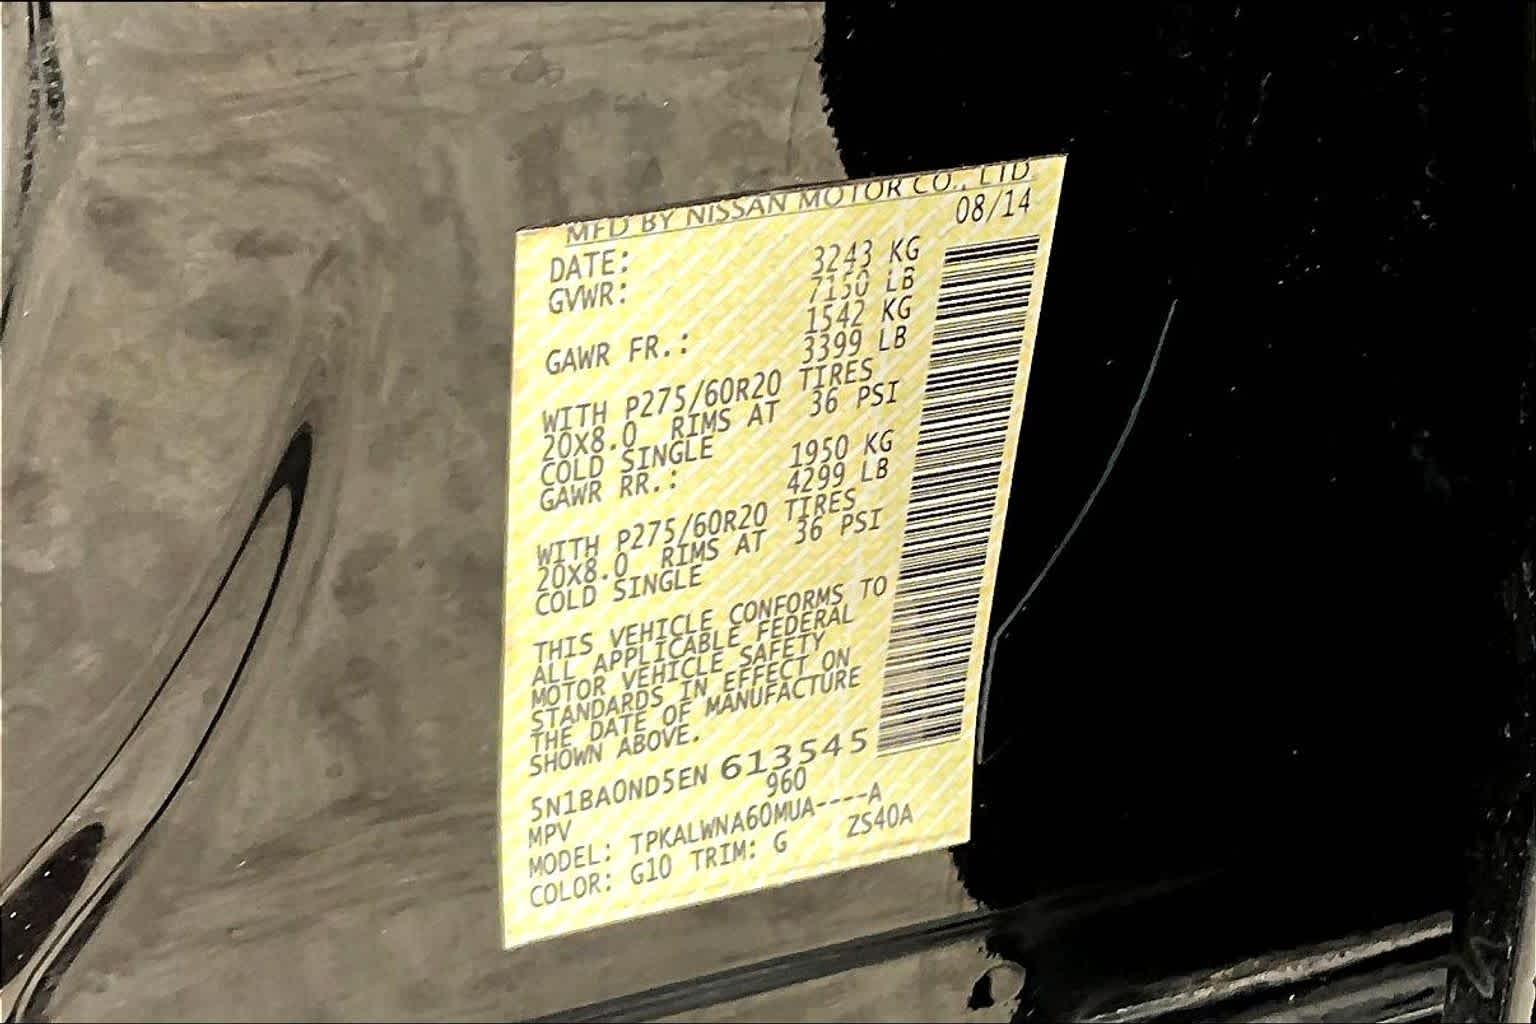 MFD BY NISSAN MOTOR CO., LTD.
DATE: 08/14
GVWR: 3243 KG
7150 LB
GAWR FR.: 1542 KG
3399 LB
WITH P275/60R20 TIRES
20X8.0 RIMS AT 36 PSI
COLD SINGLE
GAWR RR.: 1950 KG
4299 LB
WITH P275/60R20 TIRES
20X8.0 RIMS AT 36 PSI
COLD SINGLE
THIS VEHICLE CONFORMS TO
ALL APPLICABLE FEDERAL
MOTOR VEHICLE SAFETY
STANDARDS IN EFFECT ON
THE DATE OF MANUFACTURE
SHOWN ABOVE.
5N1BA0ND5EN 613545
MPV 960
MODEL: TPKALWNA60MUA----A
COLOR: G10 TRIM: G ZS40A